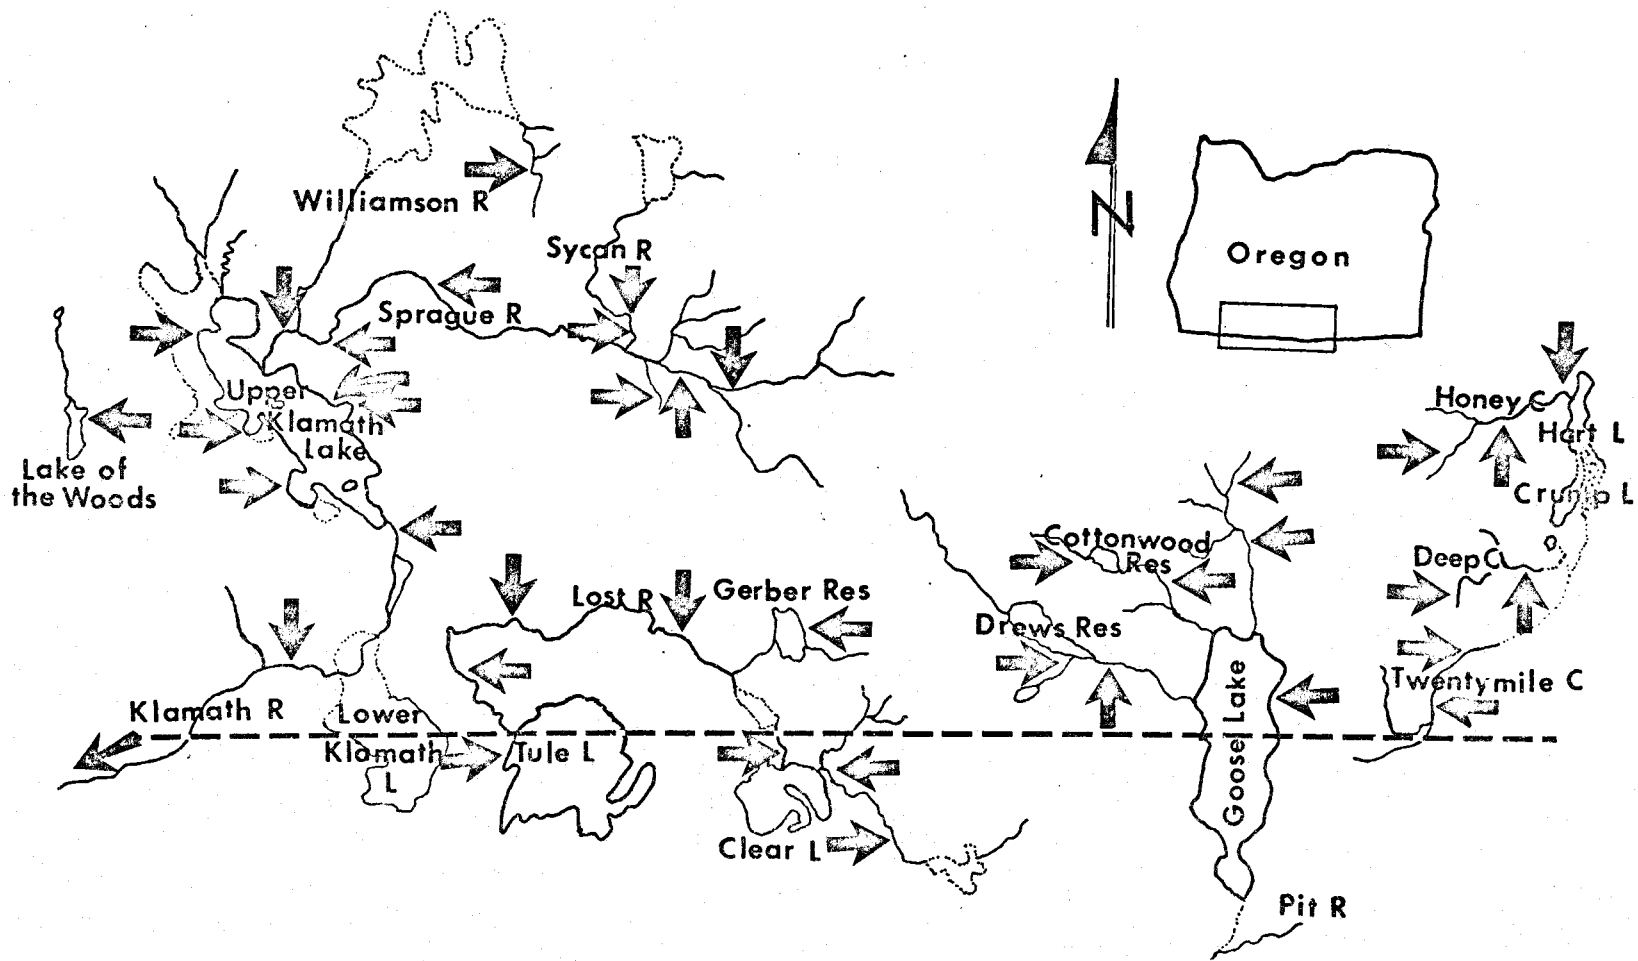 Williamson R
N
Oregon
Sycan R
Sprague R
Upper
Klamath
Lake
Lake of
the Woods
Honey C
Hart L
Crump L
Cottonwood
Res
Deep C
Lost R
Gerber Res
Drews Res
Twentymile C
Klamath R
Lower
Klamath
L
Tule L
Goose Lake
Clear L
Pit R